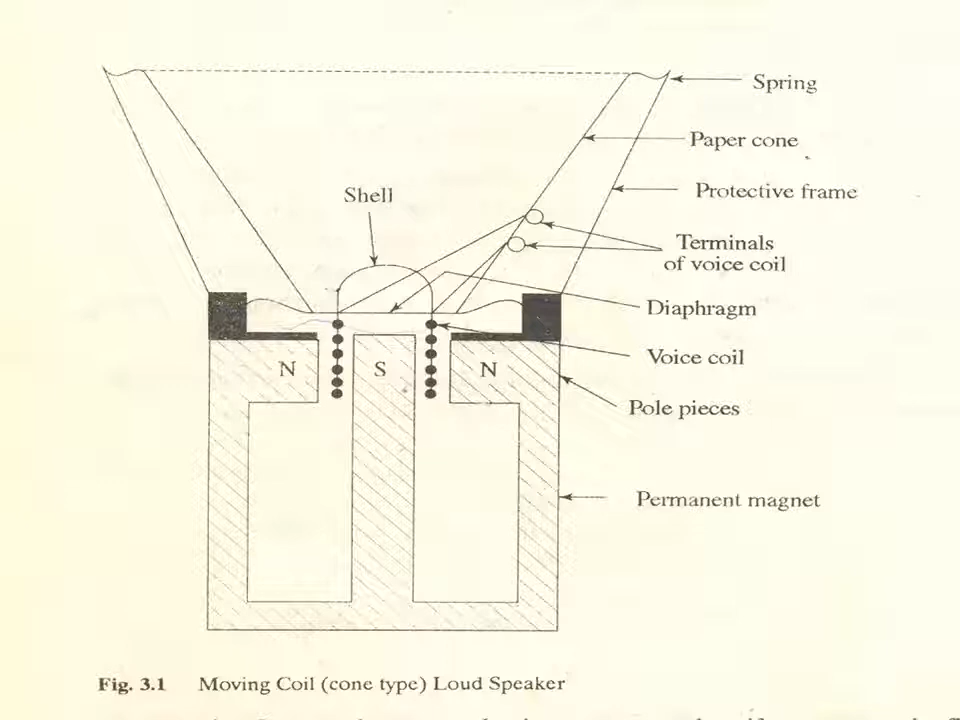 Spring
Paper cone
Protective frame
Shell
Terminals
of voice coil
Diaphragm
Voice coil
N
S
N
Pole pieces
Permanent magnet
Fig. 3.1 Moving Coil (cone type) Loud Speaker